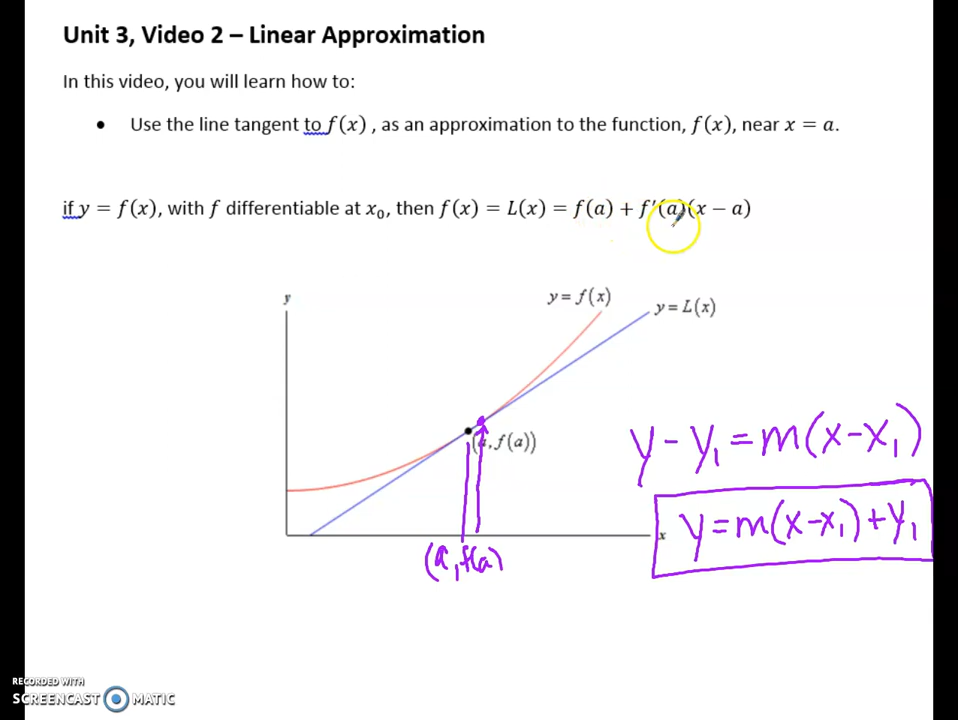 Unit 3, Video 2 – Linear Approximation
In this video, you will learn how to:
• Use the line tangent to f(x) , as an approximation to the function, f(x), near x = a.
if y = f(x), with f differentiable at x₀, then f(x) = L(x) = f(a) + f′(a)(x − a)
y
y = f(x)
y = L(x)
(a, f(a))
y - y₁ = m(x-x₁)
y = m(x-x₁)+y₁
x
(a, f(a)
RECORDED WITH
SCREENCAST MATIC